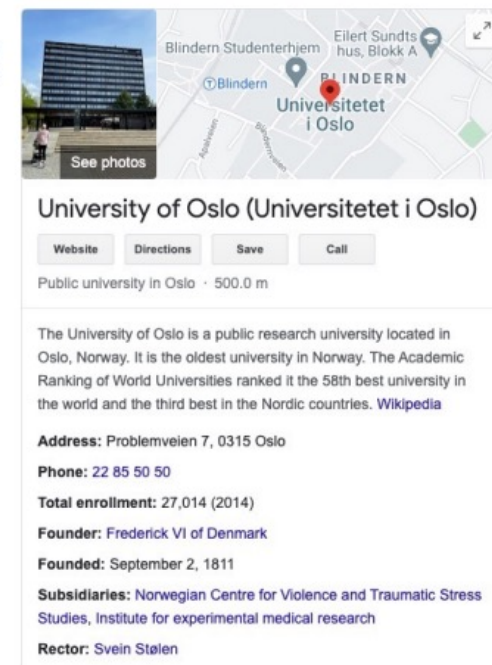 Blindern Studenterhjem
Eilert Sundts
hus, Blokk A
T Blindern
BLINDERN
Universitetet
i Oslo
Apalveien
Blindernveien
See photos
University of Oslo (Universitetet i Oslo)
Website Directions Save Call
Public university in Oslo · 500.0 m
The University of Oslo is a public research university located in
Oslo, Norway. It is the oldest university in Norway. The Academic
Ranking of World Universities ranked it the 58th best university in
the world and the third best in the Nordic countries. Wikipedia
Address: Problemveien 7, 0315 Oslo
Phone: 22 85 50 50
Total enrollment: 27,014 (2014)
Founder: Frederick VI of Denmark
Founded: September 2, 1811
Subsidiaries: Norwegian Centre for Violence and Traumatic Stress
Studies, Institute for experimental medical research
Rector: Svein Stølen